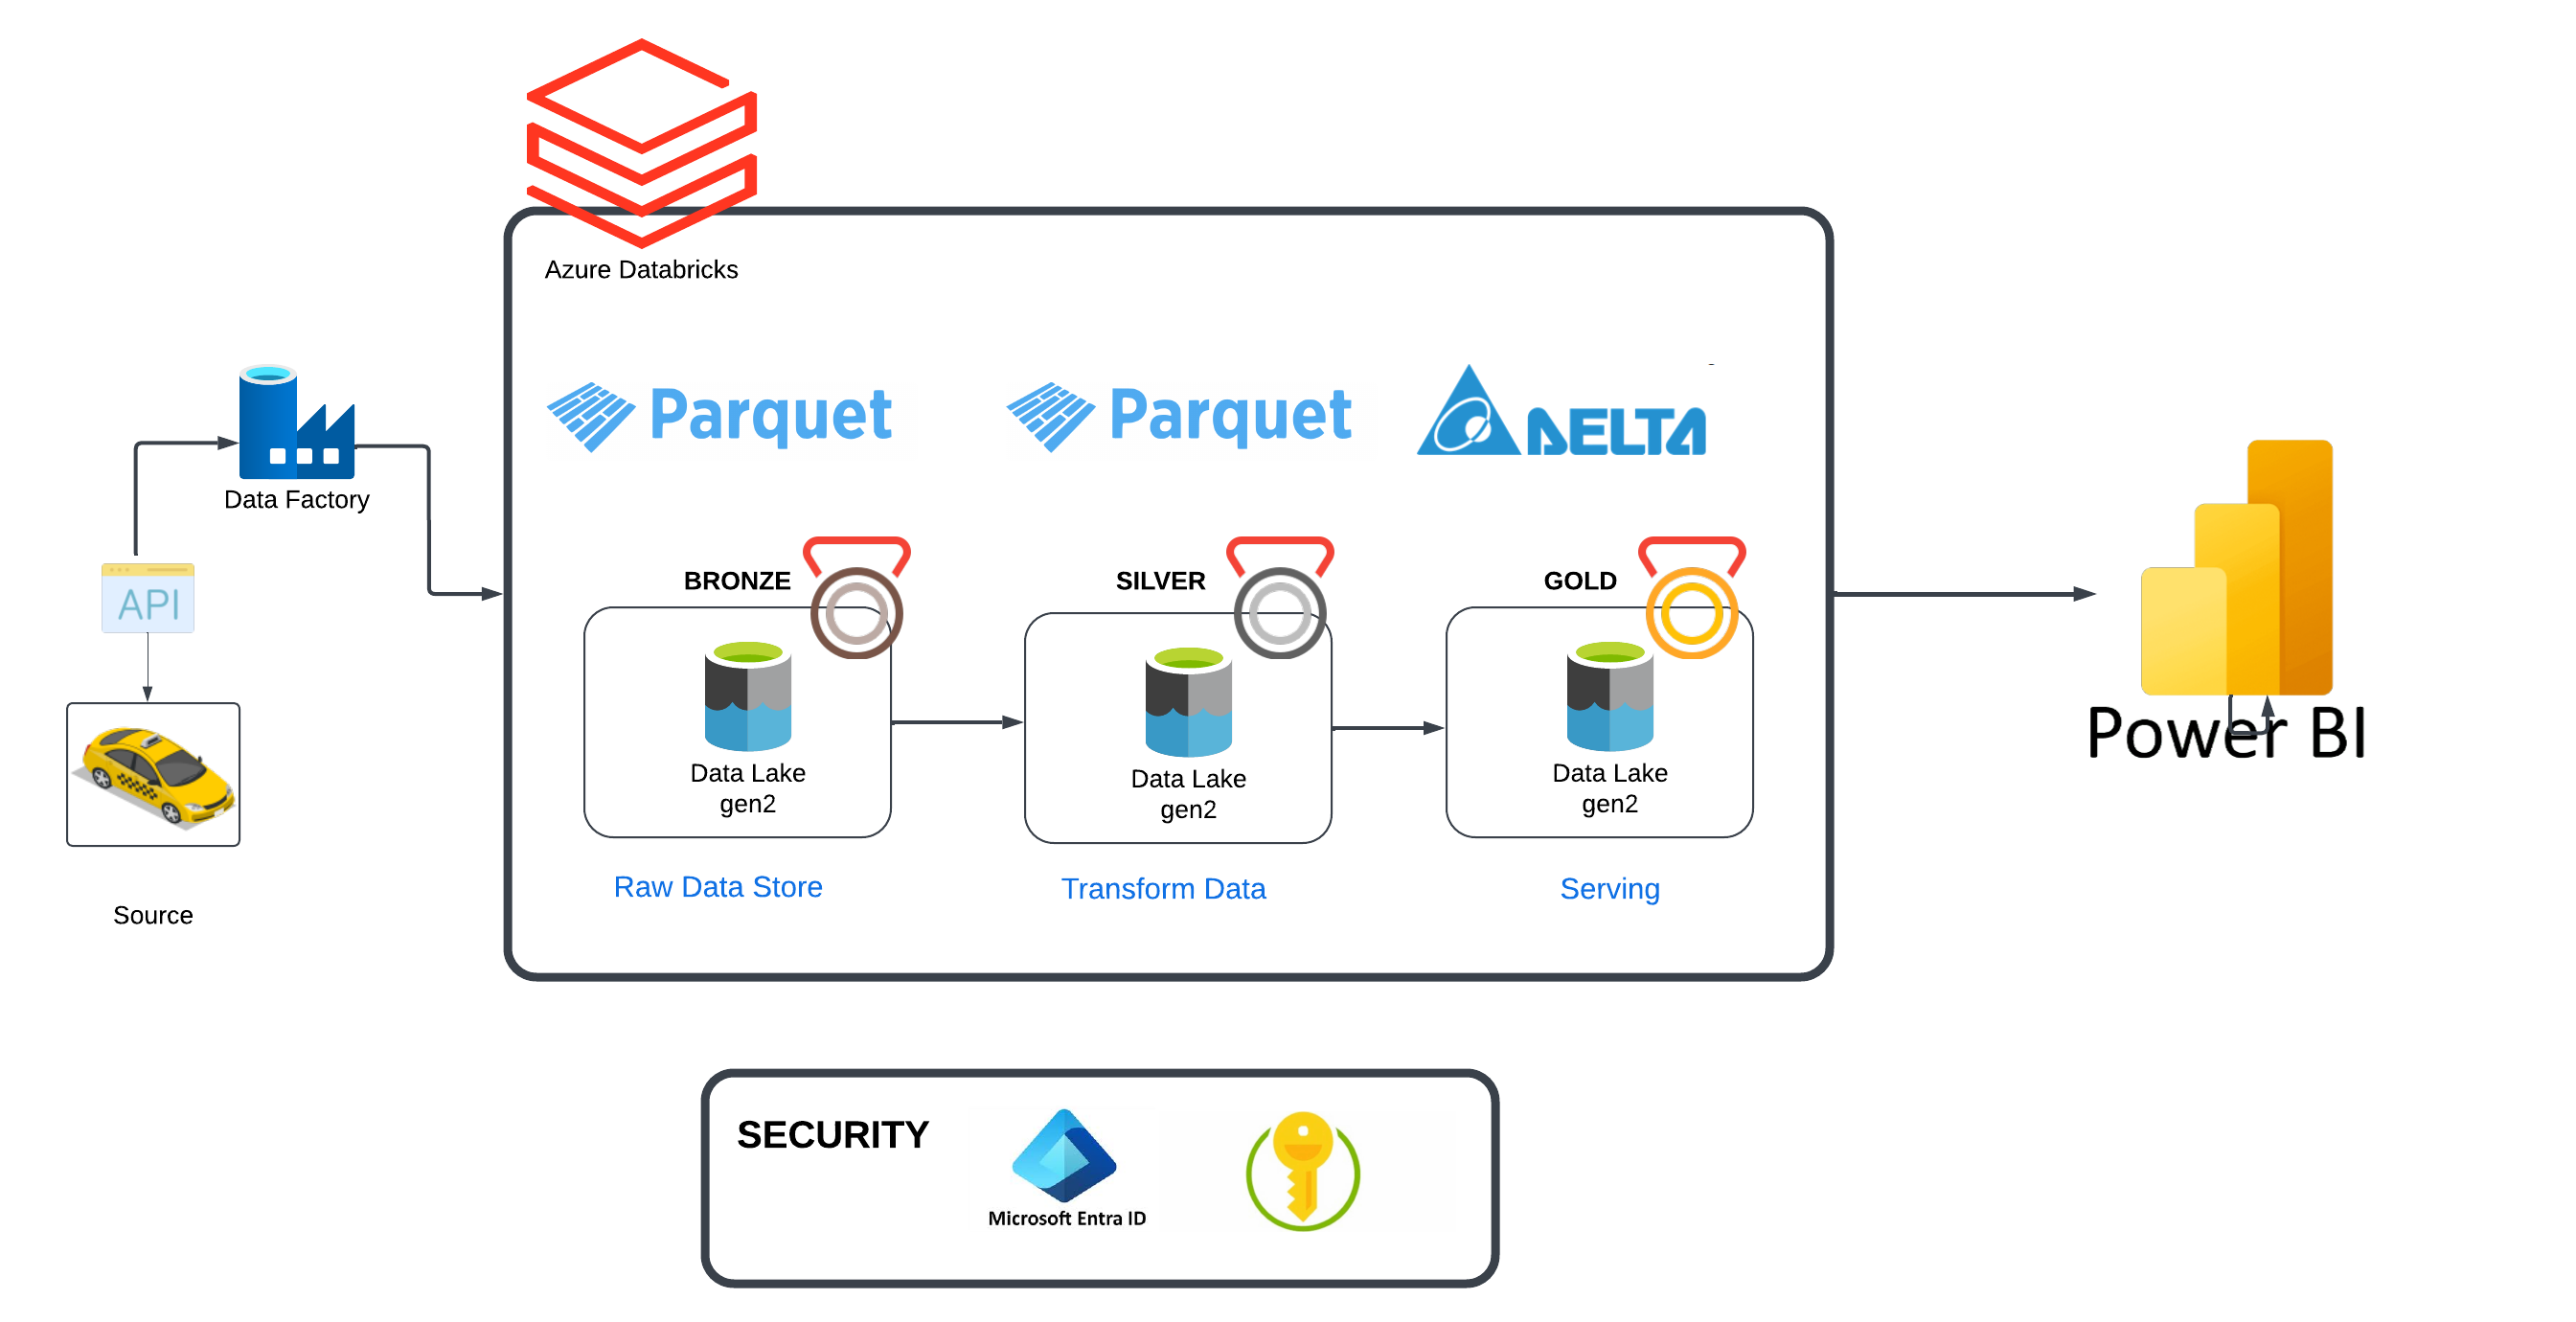 Azure Databricks
Parquet
Parquet
DELTA
Data Factory
API
BRONZE
SILVER
GOLD
Data Lake
gen2
Data Lake
gen2
Data Lake
gen2
Power BI
Raw Data Store
Transform Data
Serving
Source
SECURITY
Microsoft Entra ID